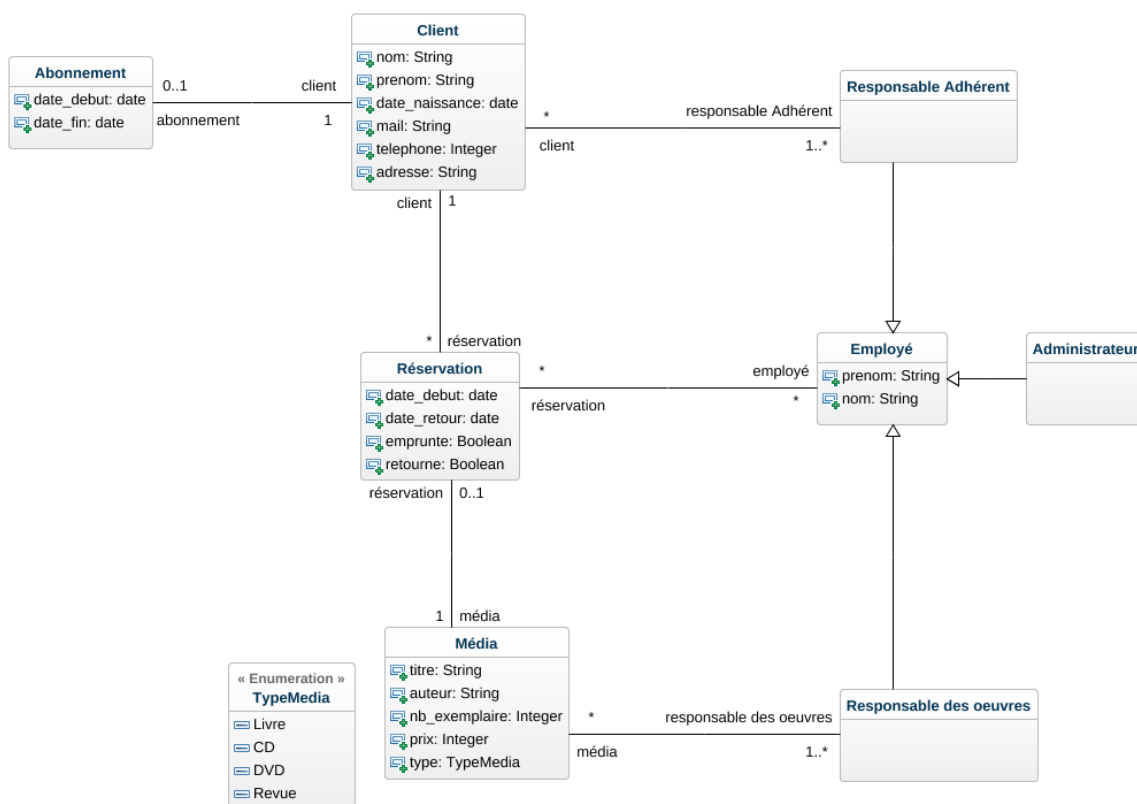 Client
nom: String
prenom: String
date_naissance: date
mail: String
telephone: Integer
adresse: String
Abonnement
date_debut: date
date_fin: date
0..1
client
abonnement
1
Responsable Adhérent
*
responsable Adhérent
client
1..*
client
1
*
réservation
Réservation
date_debut: date
date_retour: date
emprunte: Boolean
retourne: Boolean
*
employé
réservation
*
Employé
prenom: String
nom: String
Administrateur
réservation
0..1
1
média
Média
titre: String
auteur: String
nb_exemplaire: Integer
prix: Integer
type: TypeMedia
« Enumeration »
TypeMedia
Livre
CD
DVD
Revue
*
responsable des oeuvres
média
1..*
Responsable des oeuvres